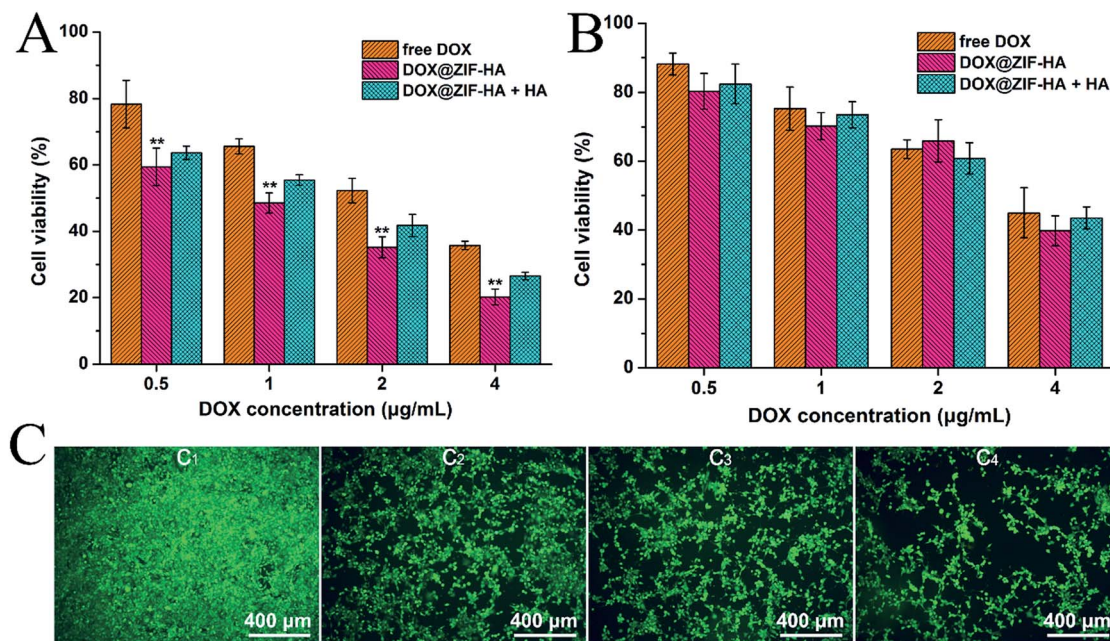 A
100
80
60
40
20
0
Cell viability (%)
free DOX
DOX@ZIF-HA
DOX@ZIF-HA + HA
**
**
**
**
0.5 1 2 4
DOX concentration (µg/mL)
B
100
80
60
40
20
0
Cell viability (%)
free DOX
DOX@ZIF-HA
DOX@ZIF-HA + HA
0.5 1 2 4
DOX concentration (µg/mL)
C
C1 C2 C3 C4
400 µm 400 µm 400 µm 400 µm